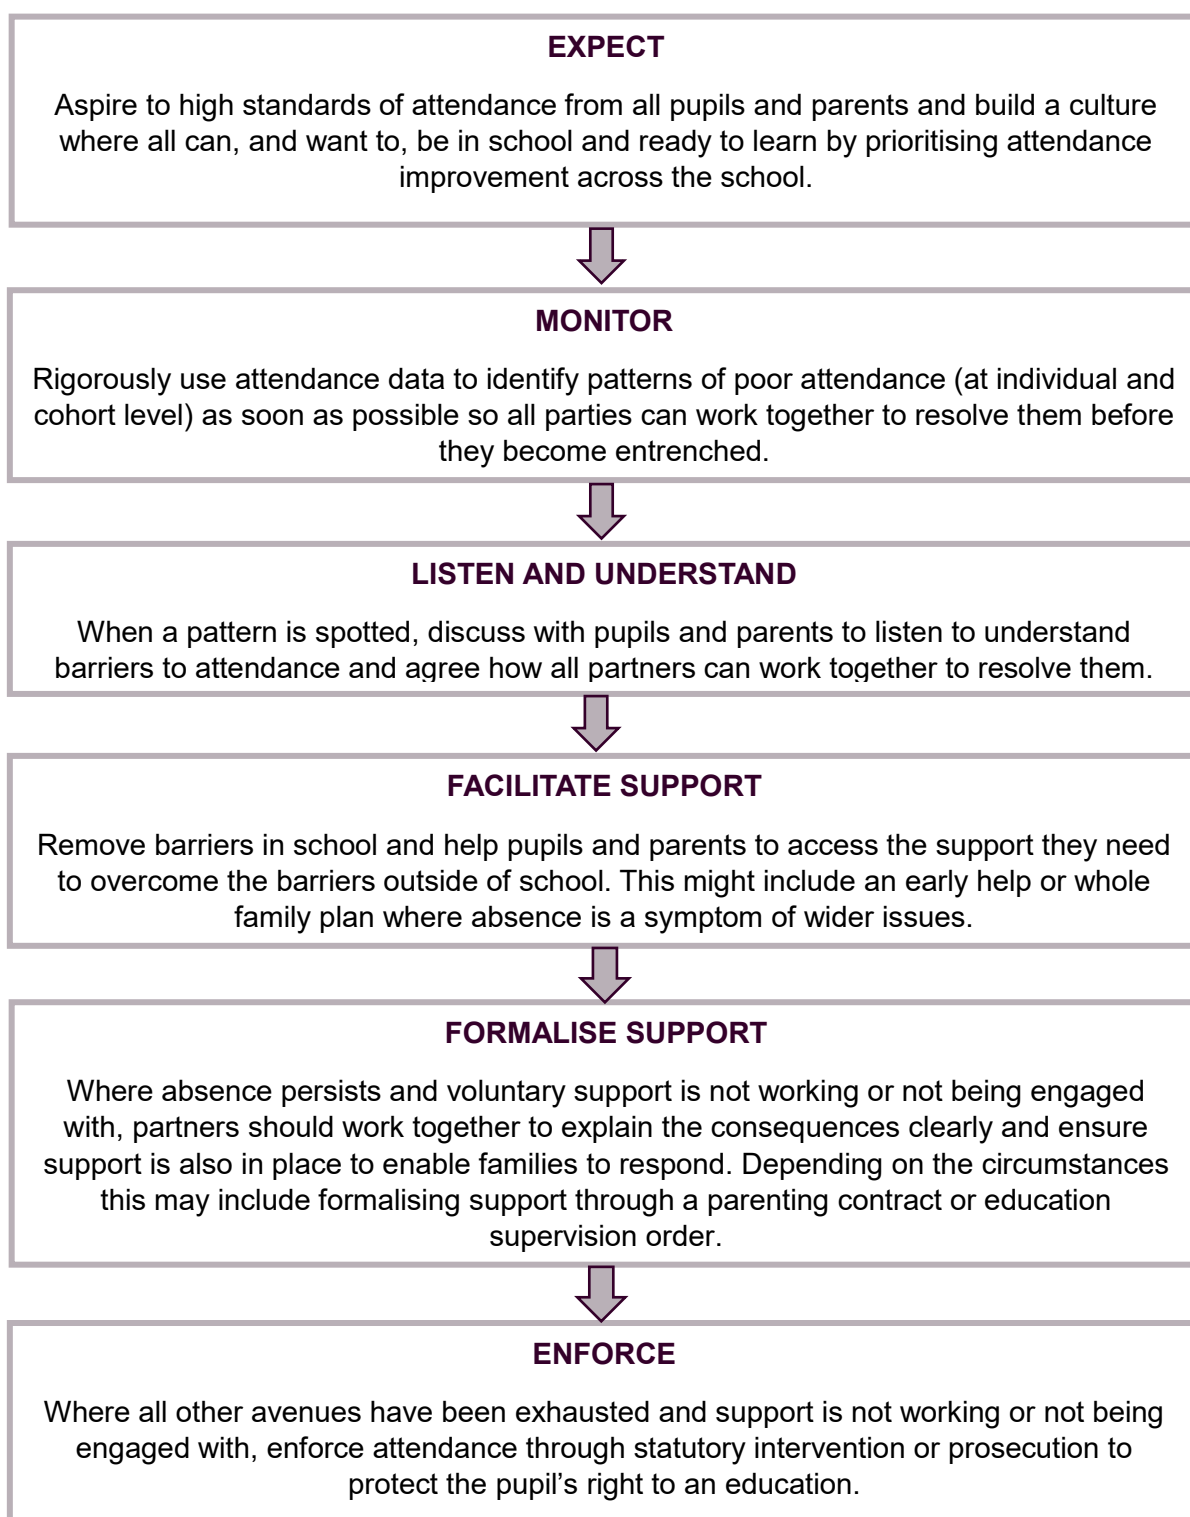 EXPECT
Aspire to high standards of attendance from all pupils and parents and build a culture
where all can, and want to, be in school and ready to learn by prioritising attendance
improvement across the school.
MONITOR
Rigorously use attendance data to identify patterns of poor attendance (at individual and
cohort level) as soon as possible so all parties can work together to resolve them before
they become entrenched.
LISTEN AND UNDERSTAND
When a pattern is spotted, discuss with pupils and parents to listen to understand
barriers to attendance and agree how all partners can work together to resolve them.
FACILITATE SUPPORT
Remove barriers in school and help pupils and parents to access the support they need
to overcome the barriers outside of school. This might include an early help or whole
family plan where absence is a symptom of wider issues.
FORMALISE SUPPORT
Where absence persists and voluntary support is not working or not being engaged
with, partners should work together to explain the consequences clearly and ensure
support is also in place to enable families to respond. Depending on the circumstances
this may include formalising support through a parenting contract or education
supervision order.
ENFORCE
Where all other avenues have been exhausted and support is not working or not being
engaged with, enforce attendance through statutory intervention or prosecution to
protect the pupil’s right to an education.